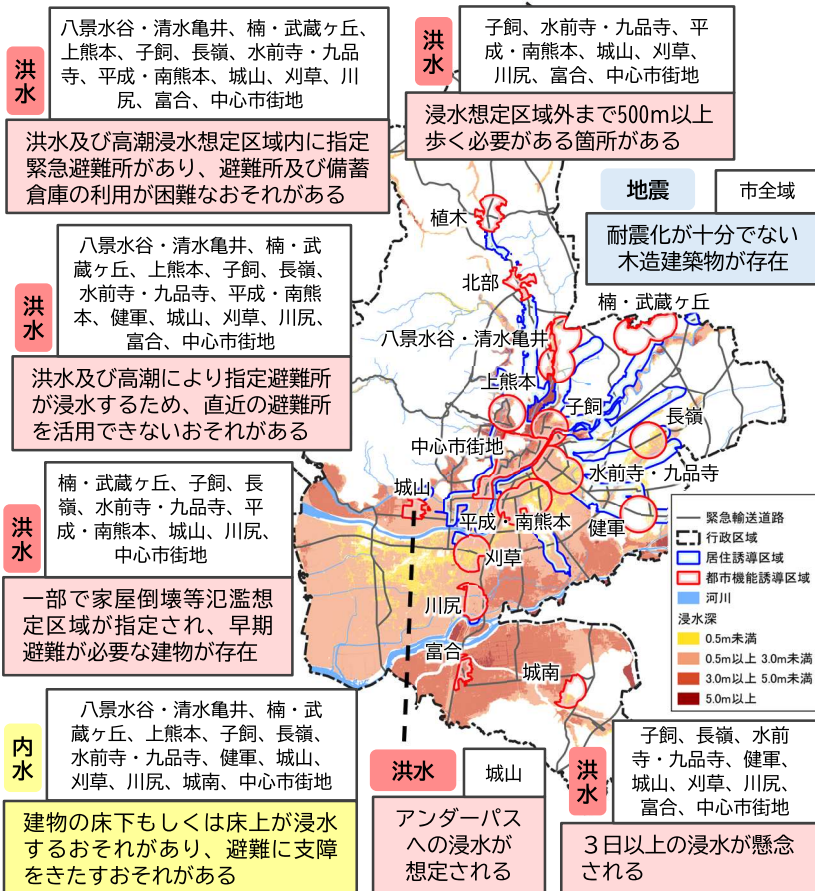 洪水
八景水谷・清水亀井、楠・武蔵ヶ丘、
上熊本、子飼、長嶺、水前寺・九品
寺、平成・南熊本、城山、刈草、川
尻、富合、中心市街地
洪水及び高潮浸水想定区域内に指定
緊急避難所があり、避難所及び備蓄
倉庫の利用が困難なおそれがある
洪水
子飼、水前寺・九品寺、平
成・南熊本、城山、刈草、
川尻、富合、中心市街地
浸水想定区域外まで500m以上
歩く必要がある箇所がある
地震
市全域
耐震化が十分でない
木造建築物が存在
洪水
八景水谷・清水亀井、楠・武
蔵ヶ丘、上熊本、子飼、長嶺、
水前寺・九品寺、平成・南熊
本、健軍、城山、刈草、川尻、
富合、中心市街地
洪水及び高潮により指定避難所
が浸水するため、直近の避難所
を活用できないおそれがある
洪水
楠・武蔵ヶ丘、子飼、長
嶺、水前寺・九品寺、平
成・南熊本、城山、川尻、
中心市街地
一部で家屋倒壊等氾濫想
定区域が指定され、早期
避難が必要な建物が存在
内水
八景水谷・清水亀井、楠・武
蔵ヶ丘、上熊本、子飼、長嶺、
水前寺・九品寺、健軍、城山、
刈草、川尻、城南、中心市街地
建物の床下もしくは床上が浸水
するおそれがあり、避難に支障
をきたすおそれがある
洪水
城山
アンダーパス
への浸水が
想定される
洪水
子飼、長嶺、水前
寺・九品寺、健軍、
城山、刈草、川尻、
富合、中心市街地
３日以上の浸水が懸念
される
植木
北部
楠・武蔵ヶ丘
八景水谷・清水亀井
上熊本
子飼
長嶺
中心市街地
水前寺・九品寺
城山
平成・南熊本
健軍
刈草
川尻
富合
城南
緊急輸送道路
行政区域
居住誘導区域
都市機能誘導区域
河川
浸水深
0.5m未満
0.5m以上 3.0m未満
3.0m以上 5.0m未満
5.0m以上